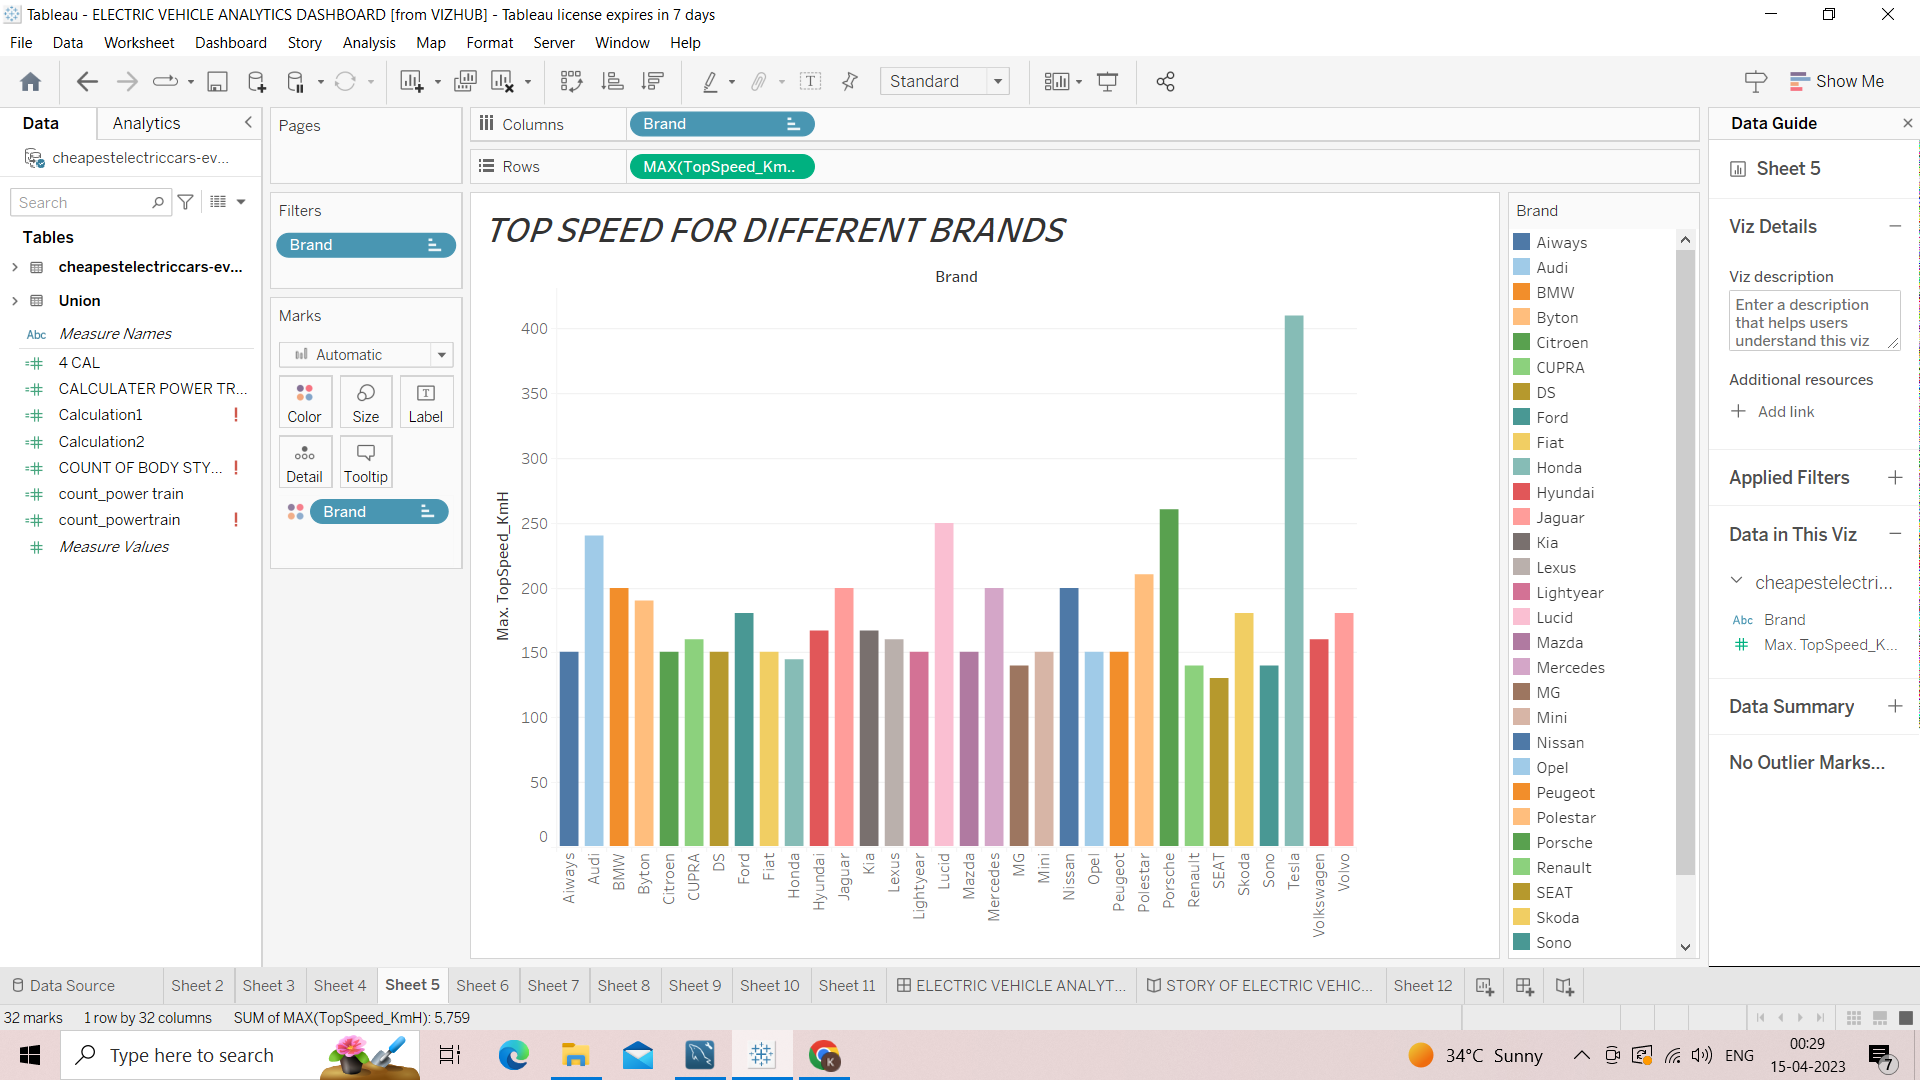 Tableau - ELECTRIC VEHICLE ANALYTICS DASHBOARD [from VIZHUB] - Tableau license expires in 7 days
File Data Worksheet Dashboard Story Analysis Map Format Server Window Help
Standard
Show Me
Data Analytics
cheapestelectriccars-ev...
Search
Tables
cheapestelectriccars-ev...
Union
Abc Measure Names
4 CAL
CALCULATER POWER TR...
Calculation1 !
Calculation2
COUNT OF BODY STY... !
count_power train
count_powertrain !
Measure Values
Pages
Filters
Brand
Marks
Automatic
Color Size Label
Detail Tooltip
Brand
Columns Brand
Rows MAX(TopSpeed_Km..
TOP SPEED FOR DIFFERENT BRANDS
Brand
Max. TopSpeed_KmH
400
350
300
250
200
150
100
50
0
Aiways
Audi
BMW
Byton
Citroen
CUPRA
DS
Ford
Fiat
Honda
Hyundai
Jaguar
Kia
Lexus
Lightyear
Lucid
Mazda
Mercedes
MG
Mini
Nissan
Opel
Peugeot
Polestar
Porsche
Renault
SEAT
Skoda
Sono
Tesla
Volkswagen
Volvo
Brand
Aiways
Audi
BMW
Byton
Citroen
CUPRA
DS
Ford
Fiat
Honda
Hyundai
Jaguar
Kia
Lexus
Lightyear
Lucid
Mazda
Mercedes
MG
Mini
Nissan
Opel
Peugeot
Polestar
Porsche
Renault
SEAT
Skoda
Sono
Data Guide
Sheet 5
Viz Details
Viz description
Enter a description
that helps users
understand this viz
Additional resources
Add link
Applied Filters
Data in This Viz
cheapestelectri...
Abc Brand
Max. TopSpeed_K...
Data Summary
No Outlier Marks...
Data Source Sheet 2 Sheet 3 Sheet 4 Sheet 5 Sheet 6 Sheet 7 Sheet 8 Sheet 9 Sheet 10 Sheet 11 ELECTRIC VEHICLE ANALYT... STORY OF ELECTRIC VEHIC... Sheet 12
32 marks 1 row by 32 columns SUM of MAX(TopSpeed_KmH): 5,759
Type here to search
K
34°C Sunny
ENG
00:29
15-04-2023
7